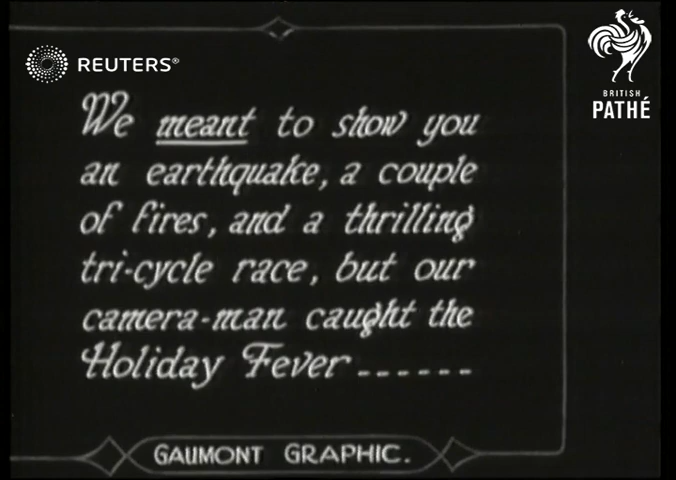 REUTERS®
BRITISH
PATHÉ
We meant to show you
an earthquake, a couple
of fires, and a thrilling
tri-cycle race, but our
camera-man caught the
Holiday Fever ------
GAUMONT GRAPHIC.